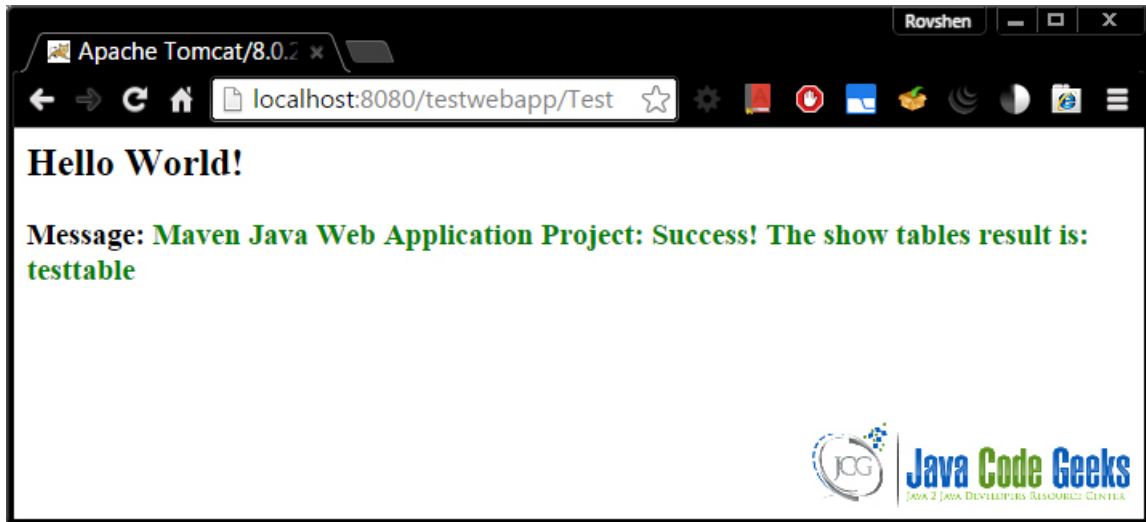 Rovshen
Apache Tomcat/8.0.2
localhost:8080/testwebapp/Test
Hello World!
Message: Maven Java Web Application Project: Success! The show tables result is:
testtable
JCG
Java Code Geeks
JAVA 2 JAVA DEVELOPERS RESOURCE CENTER